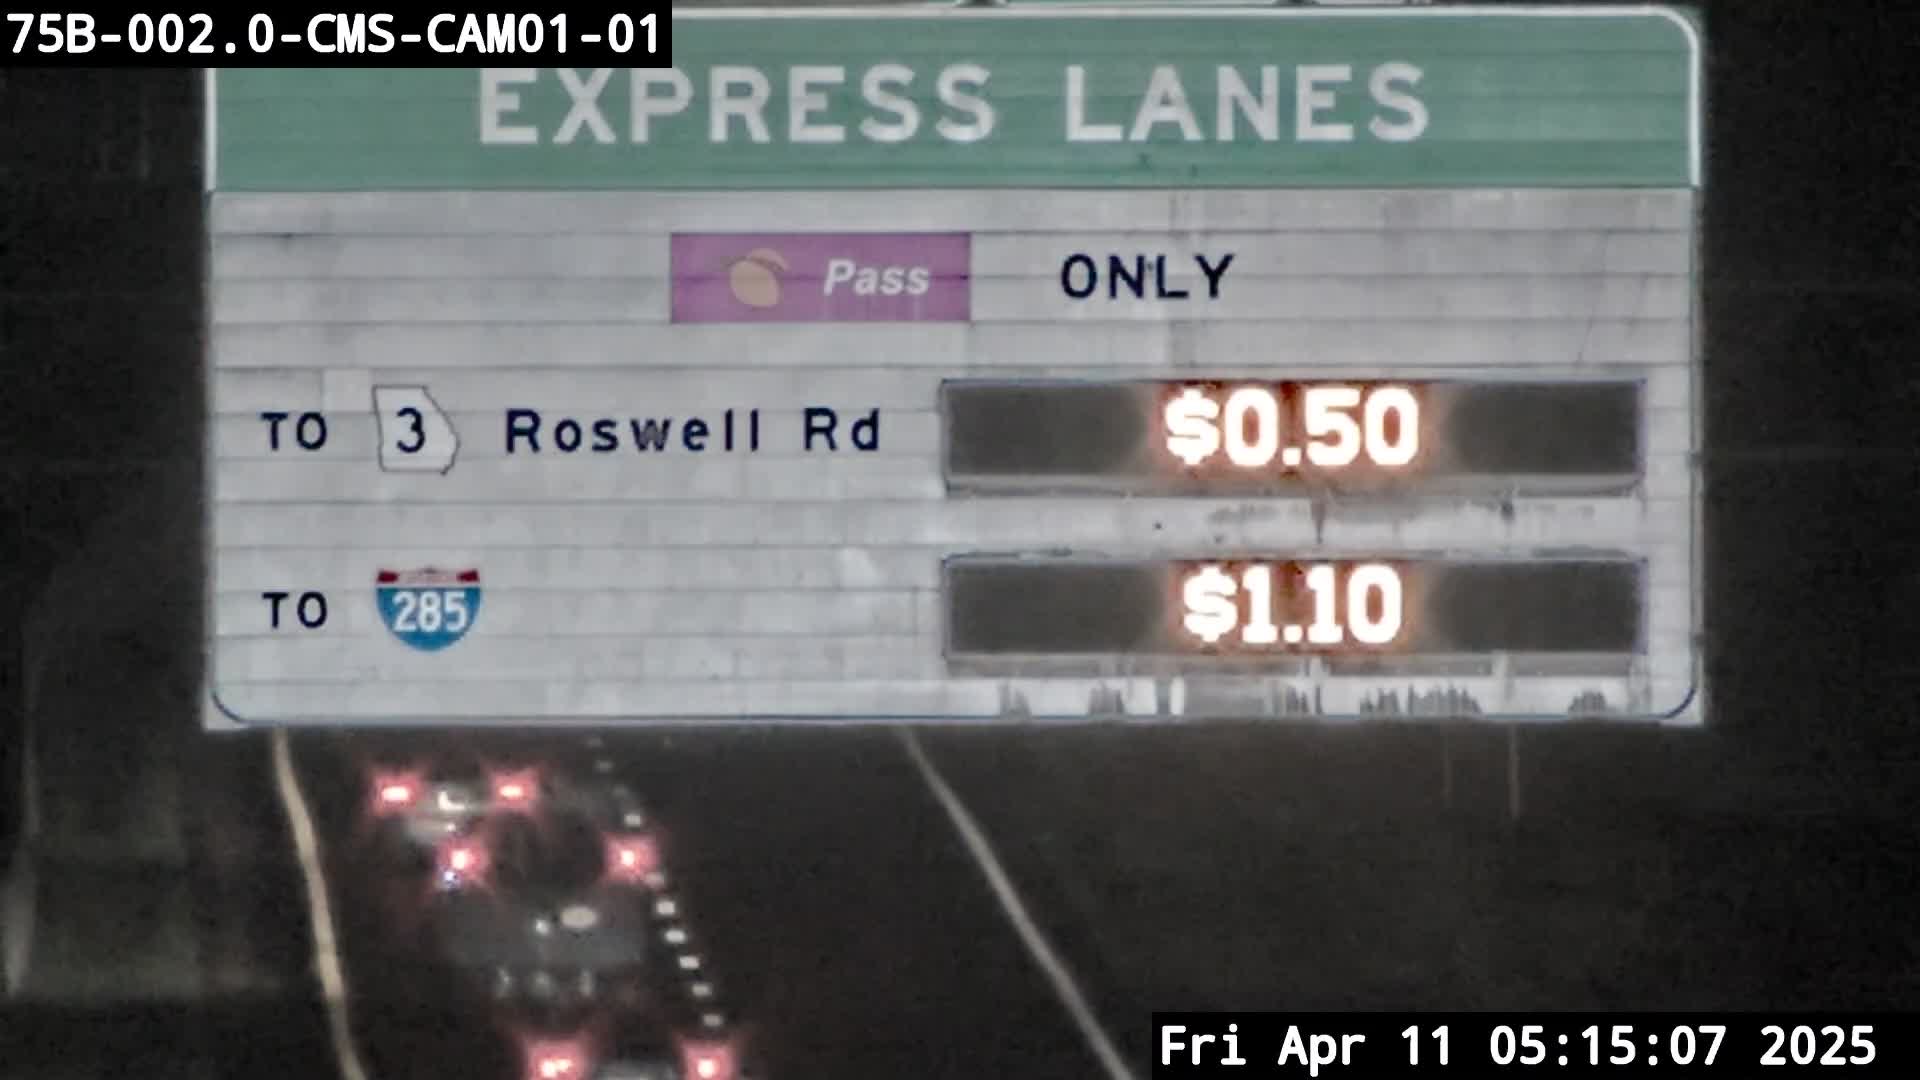 75B-002.0-CMS-CAM01-01
EXPRESS LANES
Pass ONLY
TO 3 Roswell Rd $0.50
TO 285 $1.10
Fri Apr 11 05:15:07 2025